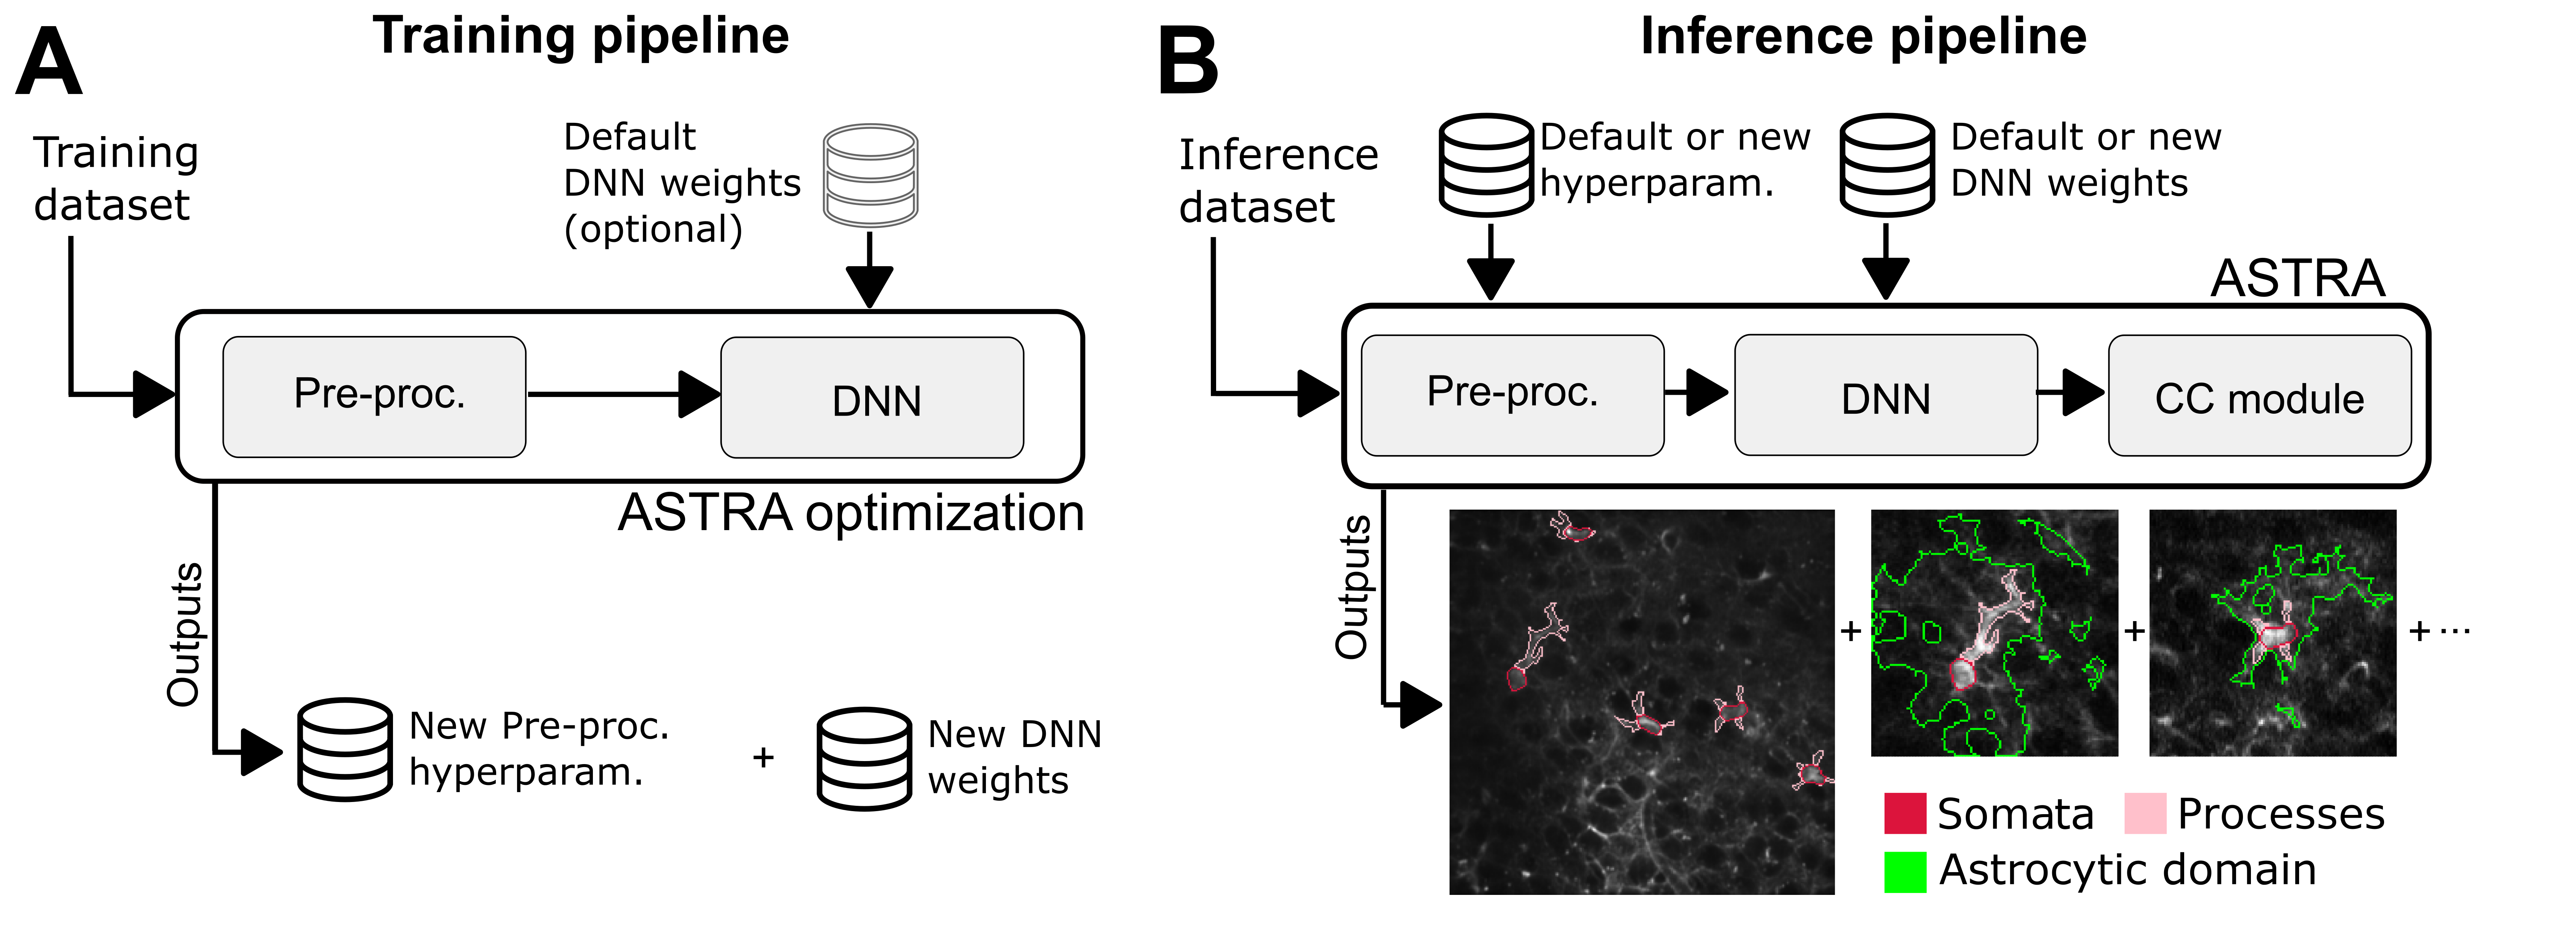 A
Training pipeline
Training
dataset
Default
DNN weights
(optional)
Pre-proc.
DNN
ASTRA optimization
Outputs
New Pre-proc.
hyperparam.
+
New DNN
weights
B
Inference pipeline
Inference
dataset
Default or new
hyperparam.
Default or new
DNN weights
ASTRA
Pre-proc.
DNN
CC module
Outputs
+
+
+ ...
Somata
Processes
Astrocytic domain